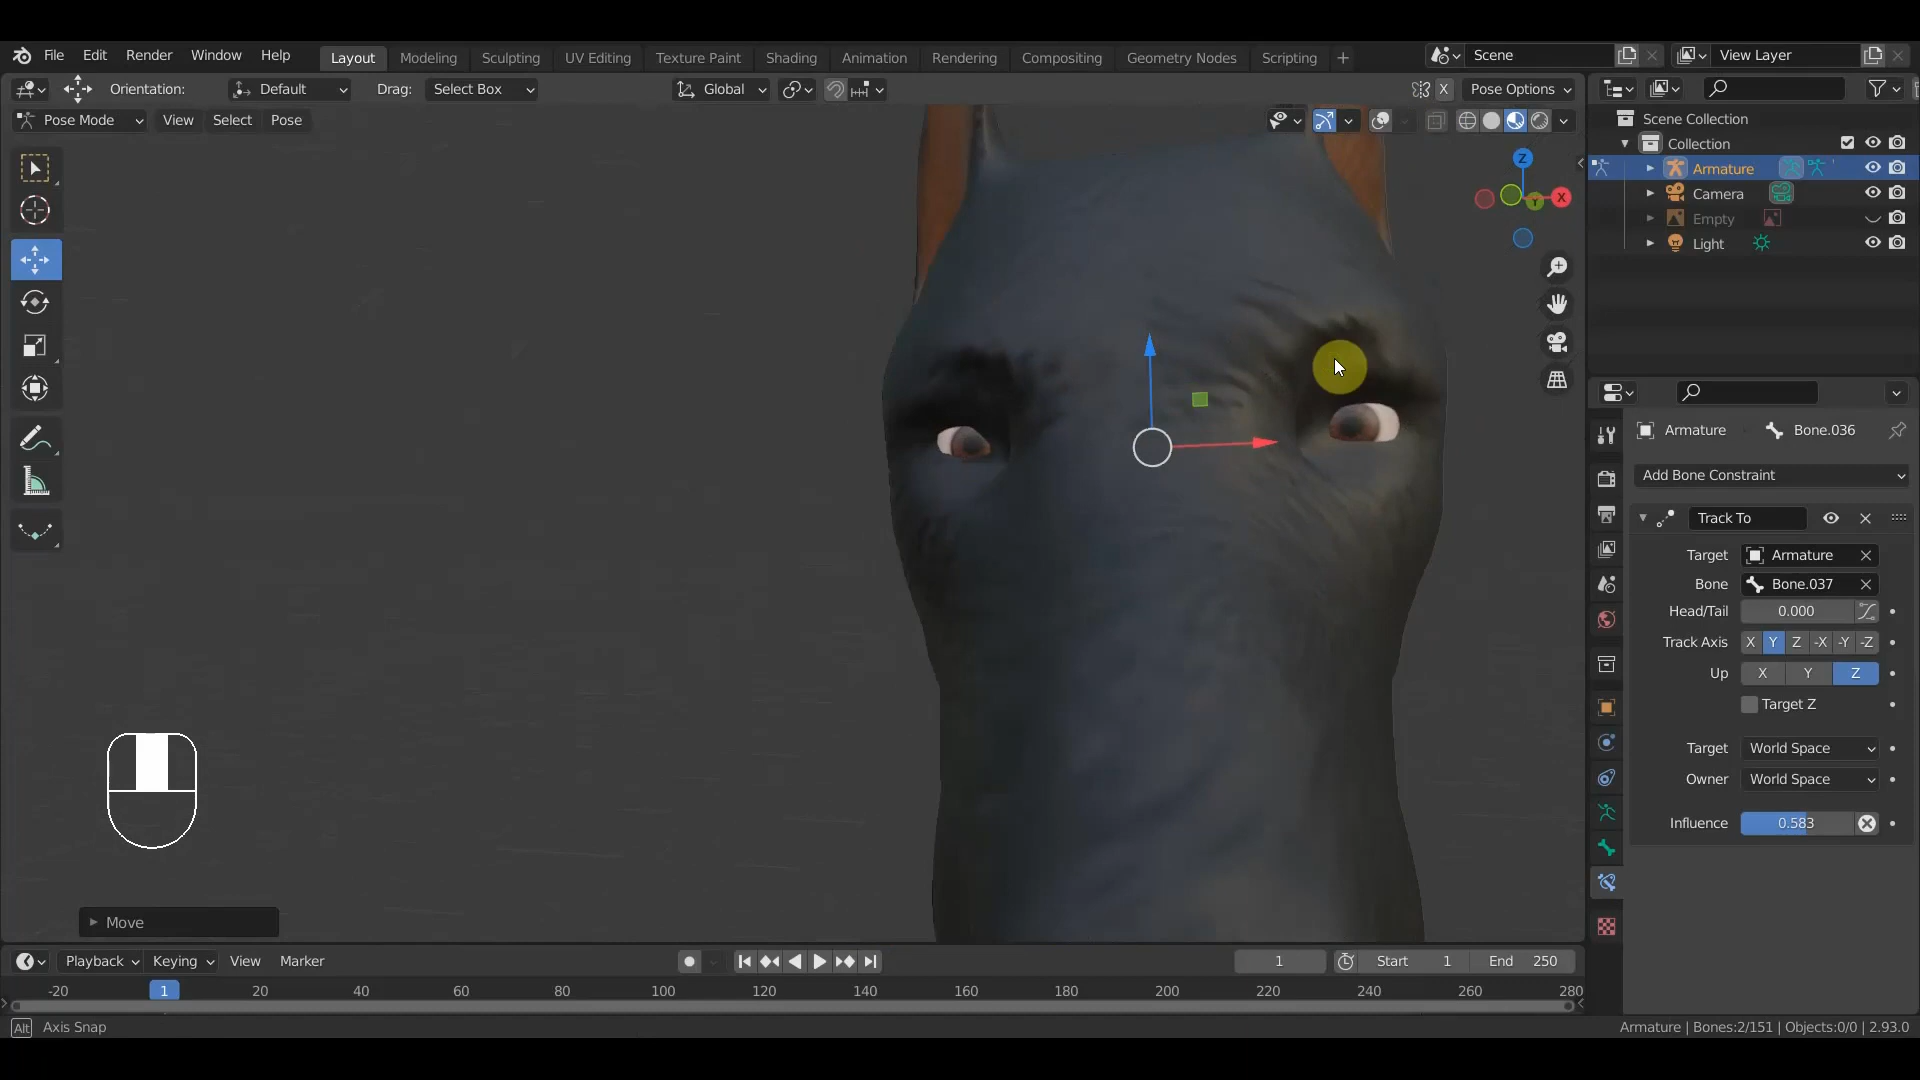 File Edit Render Window Help Layout Modeling Sculpting UV Editing Texture Paint Shading Animation Rendering Compositing Geometry Nodes Scripting + Scene View Layer
Orientation: Default Drag: Select Box Global X Pose Options
Pose Mode View Select Pose
Scene Collection
Collection
Armature
Camera
Empty
Light
Z
X
Y
Armature Bone.036
Add Bone Constraint
Track To
Target Armature
Bone Bone.037
Head/Tail 0.000
Track Axis X Y Z -X -Y -Z
Up X Y Z
Target Z
Target World Space
Owner World Space
Influence 0.583
Move
Playback Keying View Marker 1 Start 1 End 250
-20 1 20 40 60 80 100 120 140 160 180 200 220 240 260 280
Alt Axis Snap Armature | Bones:2/151 | Objects:0/0 | 2.93.0